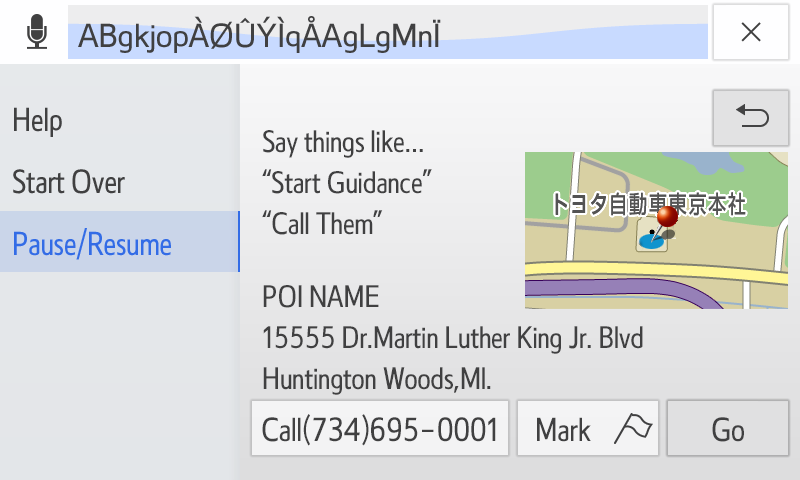 ABgkjopÀØÛÝÌqÅAgLgMnÏ
Help
Start Over
Pause/Resume
Say things like...
“Start Guidance”
“Call Them”
トヨタ自動車東京本社
POI NAME
15555 Dr.Martin Luther King Jr. Blvd
Huntington Woods,MI.
Call(734)695-0001
Mark
Go